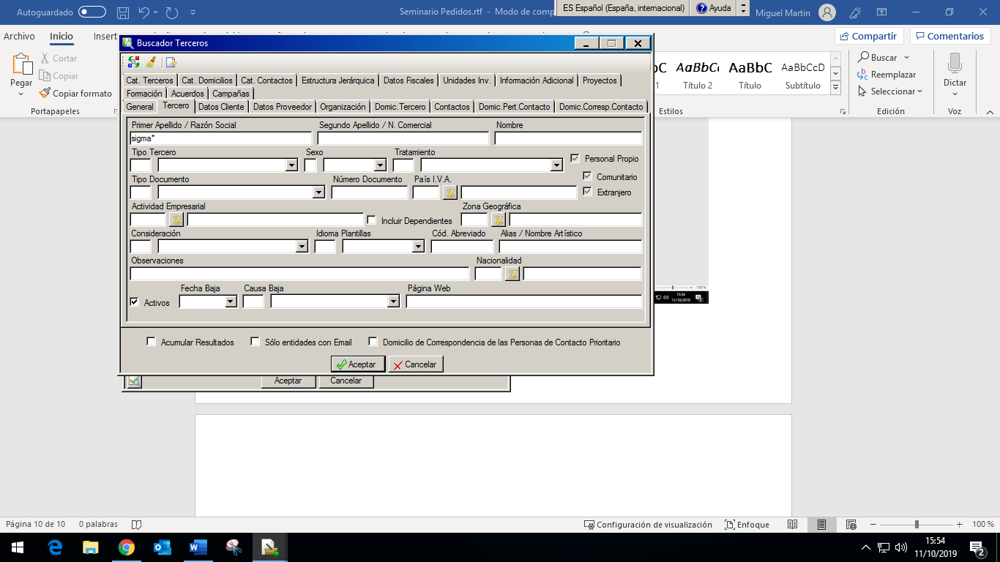 Autoguardado
Seminario Pedidos.rtf - Modo de comp
ES Español (España, internacional)
Ayuda
Miguel Martin
Archivo
Inicio
Insert
Compartir
Comentarios
Pegar
Cortar
Copiar
Copiar formato
Portapapeles
AaBbC
AaBbCcD
Título 2
Título
Subtítulo
Estilos
Buscar
Reemplazar
Seleccionar
Edición
Dictar
Voz
Buscador Terceros
Cat. Terceros
Cat. Domicilios
Cat. Contactos
Estructura Jerárquica
Datos Fiscales
Unidades Inv.
Información Adicional
Proyectos
Formación
Acuerdos
Campañas
General
Tercero
Datos Cliente
Datos Proveedor
Organización
Domic.Tercero
Contactos
Domic.Pert.Contacto
Domic.Corresp.Contacto
Primer Apellido / Razón Social
Segundo Apellido / N. Comercial
Nombre
sigma*
Tipo Tercero
Sexo
Tratamiento
Personal Propio
Tipo Documento
Número Documento
País I.V.A.
Comunitario
Extranjero
Actividad Empresarial
Incluir Dependientes
Zona Geográfica
Consideración
Idioma Plantillas
Cód. Abreviado
Alias / Nombre Artístico
Observaciones
Nacionalidad
Activos
Fecha Baja
Causa Baja
Página Web
Acumular Resultados
Sólo entidades con Email
Domicilio de Correspondencia de las Personas de Contacto Prioritario
Aceptar
Cancelar
Aceptar
Cancelar
100 %
15:54
11/10/2019
Página 10 de 10
0 palabras
Configuración de visualización
Enfoque
100 %
15:54
11/10/2019
2